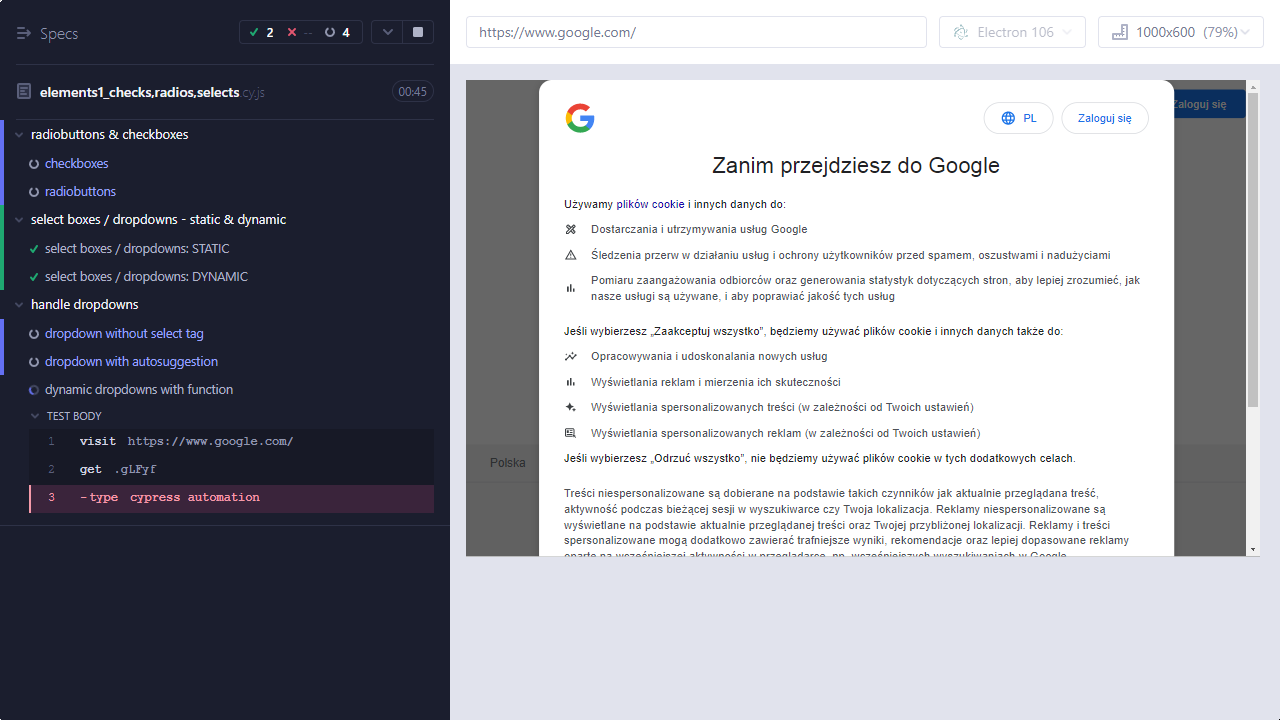 Specs
2
--
4
https://www.google.com/
Electron 106
1000x600 (79%)
elements1_checks,radios,selects.cy.js
00:45
radiobuttons & checkboxes
checkboxes
radiobuttons
select boxes / dropdowns - static & dynamic
select boxes / dropdowns: STATIC
select boxes / dropdowns: DYNAMIC
handle dropdowns
dropdown without select tag
dropdown with autosuggestion
dynamic dropdowns with function
TEST BODY
1 visit https://www.google.com/
2 get .gLFyf
3 -type cypress automation
Zaloguj się
PL
Zaloguj się
Zanim przejdziesz do Google
Używamy plików cookie i innych danych do:
Dostarczania i utrzymywania usług Google
Śledzenia przerw w działaniu usług i ochrony użytkowników przed spamem, oszustwami i nadużyciami
Pomiaru zaangażowania odbiorców oraz generowania statystyk dotyczących stron, aby lepiej zrozumieć, jak
nasze usługi są używane, i aby poprawiać jakość tych usług
Jeśli wybierzesz „Zaakceptuj wszystko”, będziemy używać plików cookie i innych danych także do:
Opracowywania i udoskonalania nowych usług
Wyświetlania reklam i mierzenia ich skuteczności
Wyświetlania spersonalizowanych treści (w zależności od Twoich ustawień)
Wyświetlania spersonalizowanych reklam (w zależności od Twoich ustawień)
Jeśli wybierzesz „Odrzuć wszystko”, nie będziemy używać plików cookie w tych dodatkowych celach.
Polska
Treści niespersonalizowane są dobierane na podstawie takich czynników jak aktualnie przeglądana treść,
aktywność podczas bieżącej sesji w wyszukiwarce czy Twoja lokalizacja. Reklamy niespersonalizowane są
wyświetlane na podstawie aktualnie przeglądanej treści oraz Twojej przybliżonej lokalizacji. Reklamy i treści
spersonalizowane mogą dodatkowo zawierać trafniejsze wyniki, rekomendacje oraz lepiej dopasowane reklamy
oparte na wcześniejszej aktywności w przeglądarce, np. wcześniejszych wyszukiwaniach w Google.